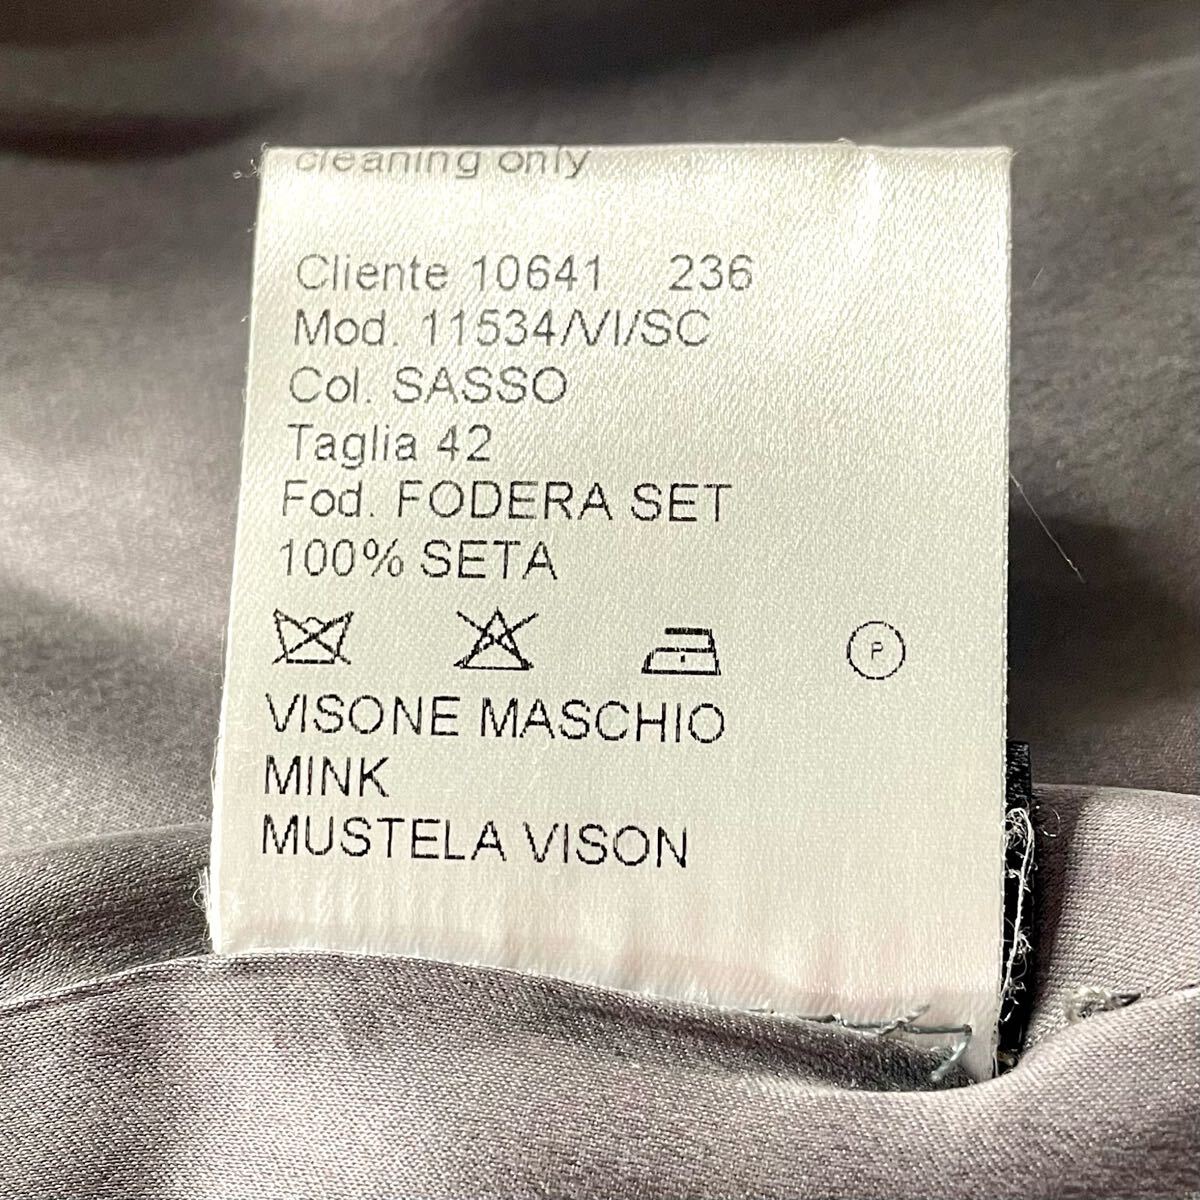 cleaning only
Cliente 10641 236
Mod. 11534/VI/SC
Col. SASSO
Taglia 42
Fod. FODERA SET
100% SETA
P
VISONE MASCHIO
MINK
MUSTELA VISON